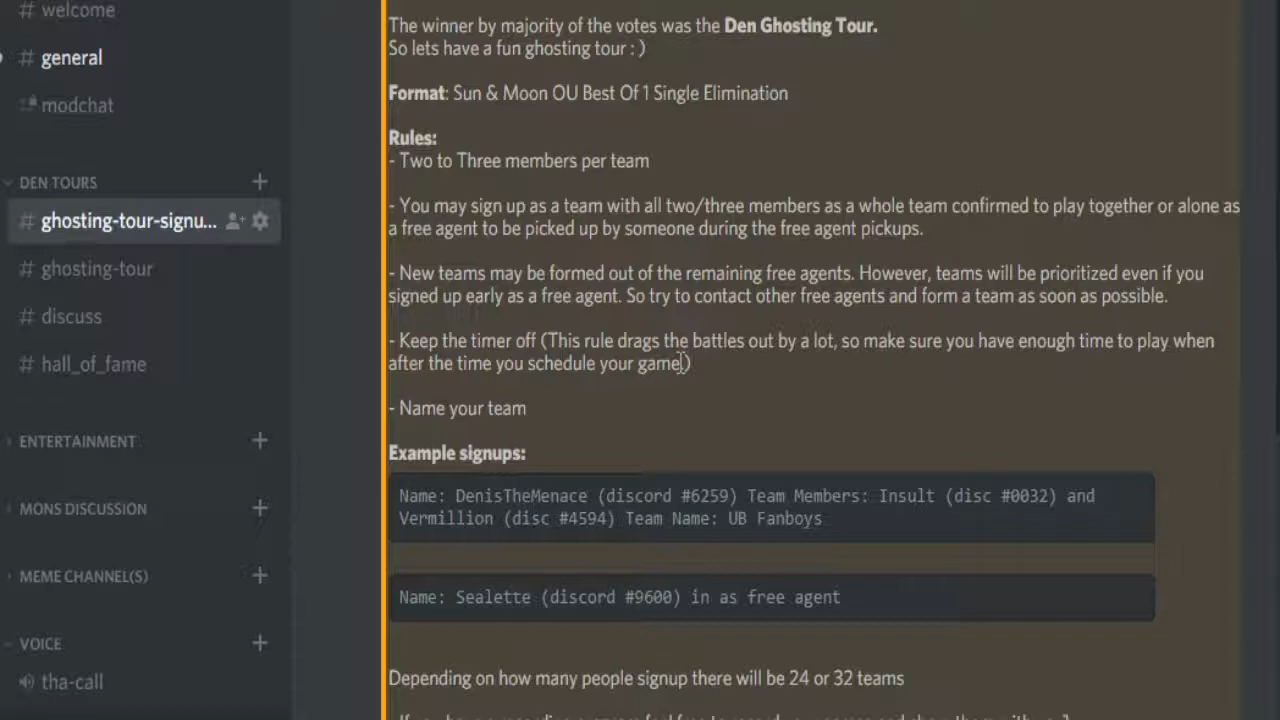 # welcome
# general
modchat
DEN TOURS +
# ghosting-tour-signu...
# ghosting-tour
# discuss
# hall_of_fame
ENTERTAINMENT +
MONS DISCUSSION +
MEME CHANNEL(S) +
VOICE +
tha-call
The winner by majority of the votes was the Den Ghosting Tour.
So lets have a fun ghosting tour : )
Format: Sun & Moon OU Best Of 1 Single Elimination
Rules:
- Two to Three members per team
- You may sign up as a team with all two/three members as a whole team confirmed to play together or alone as
a free agent to be picked up by someone during the free agent pickups.
- New teams may be formed out of the remaining free agents. However, teams will be prioritized even if you
signed up early as a free agent. So try to contact other free agents and form a team as soon as possible.
- Keep the timer off (This rule drags the battles out by a lot, so make sure you have enough time to play when
after the time you schedule your game.)
- Name your team
Example signups:
Name: DenisTheMenace (discord #6259) Team Members: Insult (disc #0032) and
Vermillion (disc #4594) Team Name: UB Fanboys
Name: Sealette (discord #9600) in as free agent
Depending on how many people signup there will be 24 or 32 teams